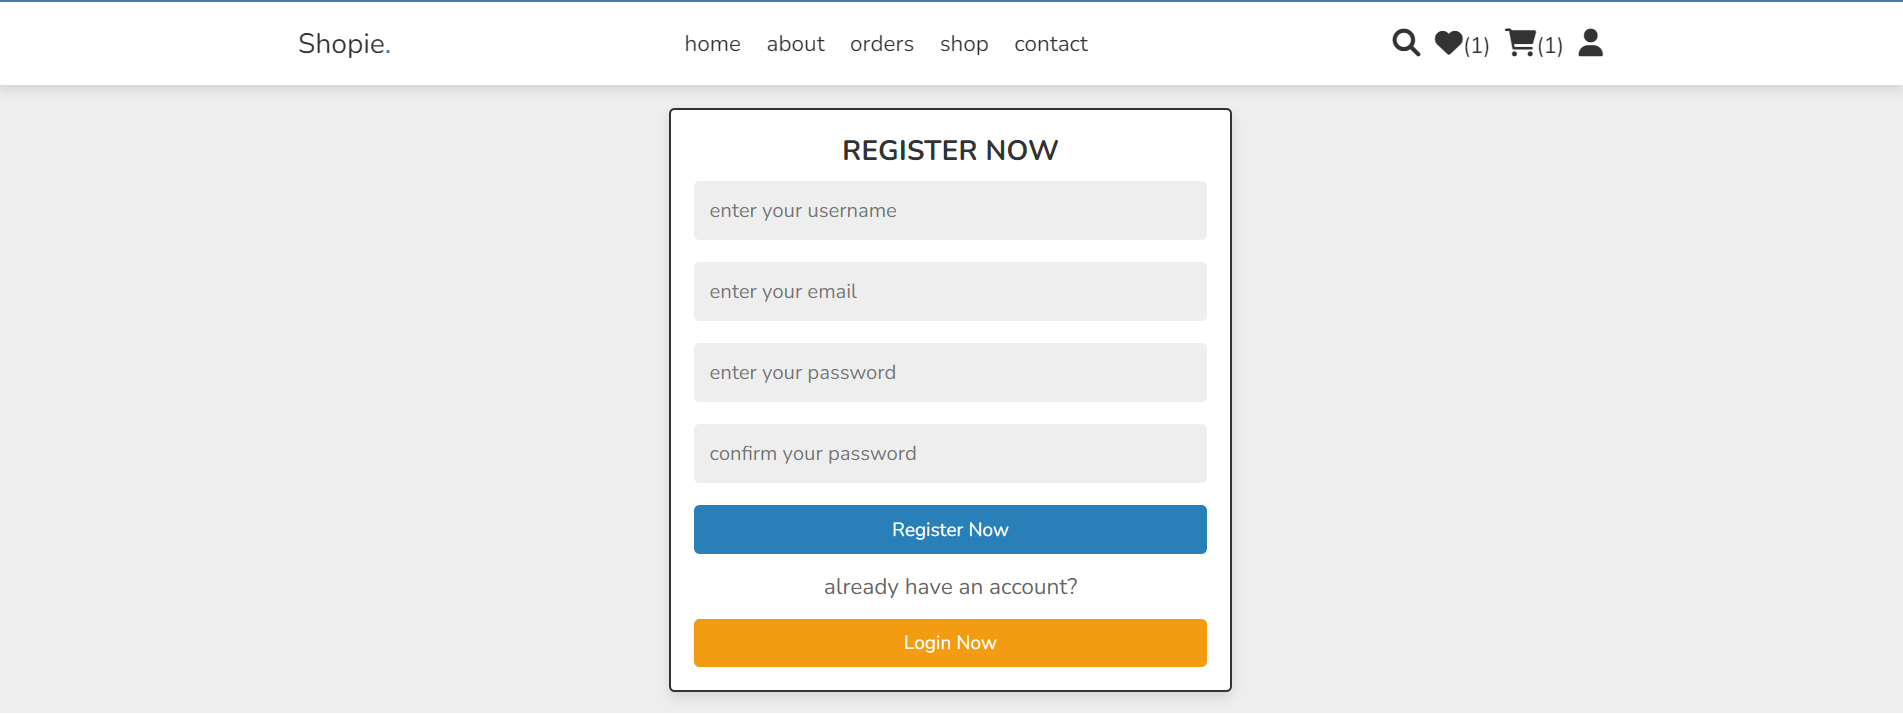 Shopie.
home about orders shop contact
(1) (1)
REGISTER NOW
enter your username
enter your email
enter your password
confirm your password
Register Now
already have an account?
Login Now